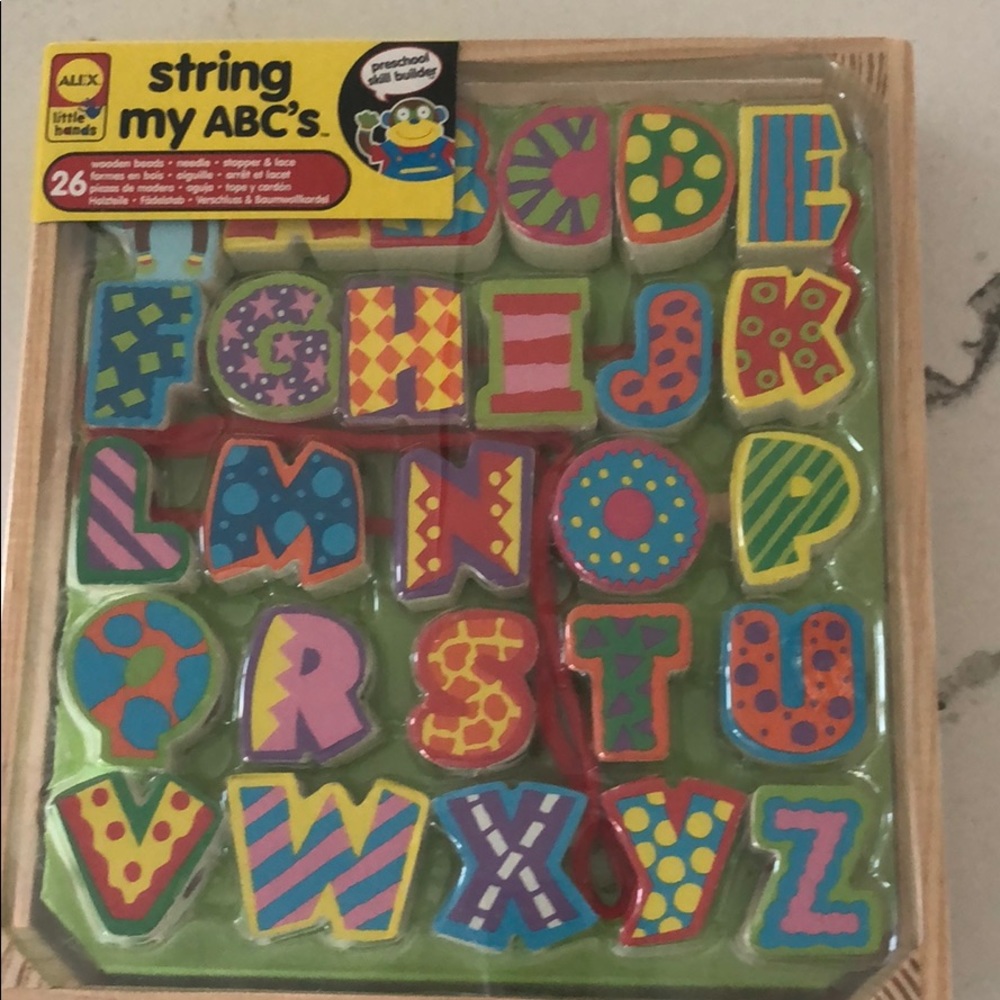 ALEX
little
hands
string
my ABC's™
preschool
skill builder
26
wooden beads • needle • stopper & lace
formes en bois • aiguille • arrêt et lacet
piezas de madera • aguja • tope y cordón
Holzteile • Fädelstab • Verschluss & Baumwollkordel
A B C D E
F G H I J K
L M N O P
Q R S T U
V W X Y Z